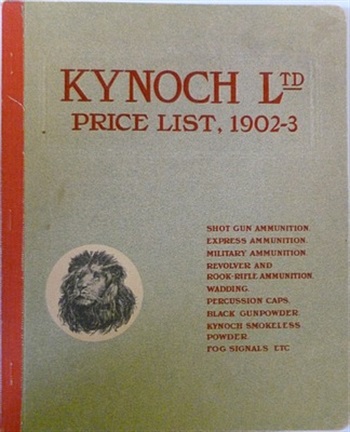 KYNOCH LTD
PRICE LIST, 1902-3
SHOT GUN AMMUNITION.
EXPRESS AMMUNITION.
MILITARY AMMUNITION.
REVOLVER AND
ROOK-RIFLE AMMUNITION.
WADDING.
PERCUSSION CAPS.
BLACK GUNPOWDER.
KYNOCH SMOKELESS
POWDER.
FOG SIGNALS, ETC